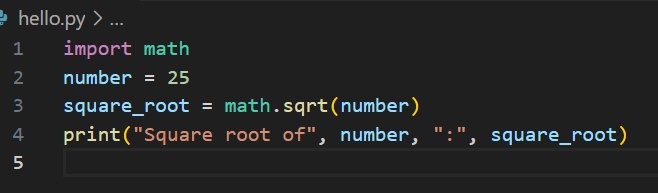 hello.py > ...
1 import math
2 number = 25
3 square_root = math.sqrt(number)
4 print("Square root of", number, ":", square_root)
5